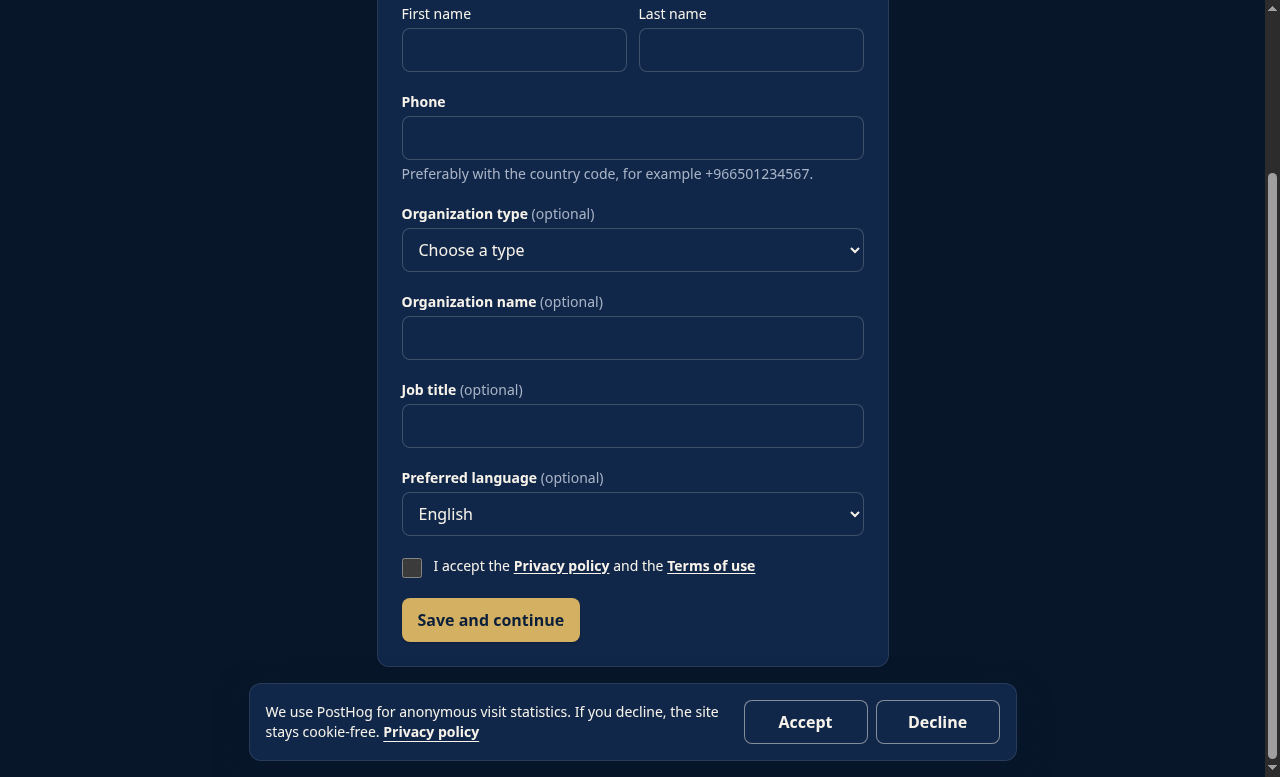 First name
Last name
Phone
Preferably with the country code, for example +966501234567.
Organization type (optional)
Choose a type
Organization name (optional)
Job title (optional)
Preferred language (optional)
English
I accept the Privacy policy and the Terms of use
Save and continue
We use PostHog for anonymous visit statistics. If you decline, the site
stays cookie-free. Privacy policy
Accept
Decline